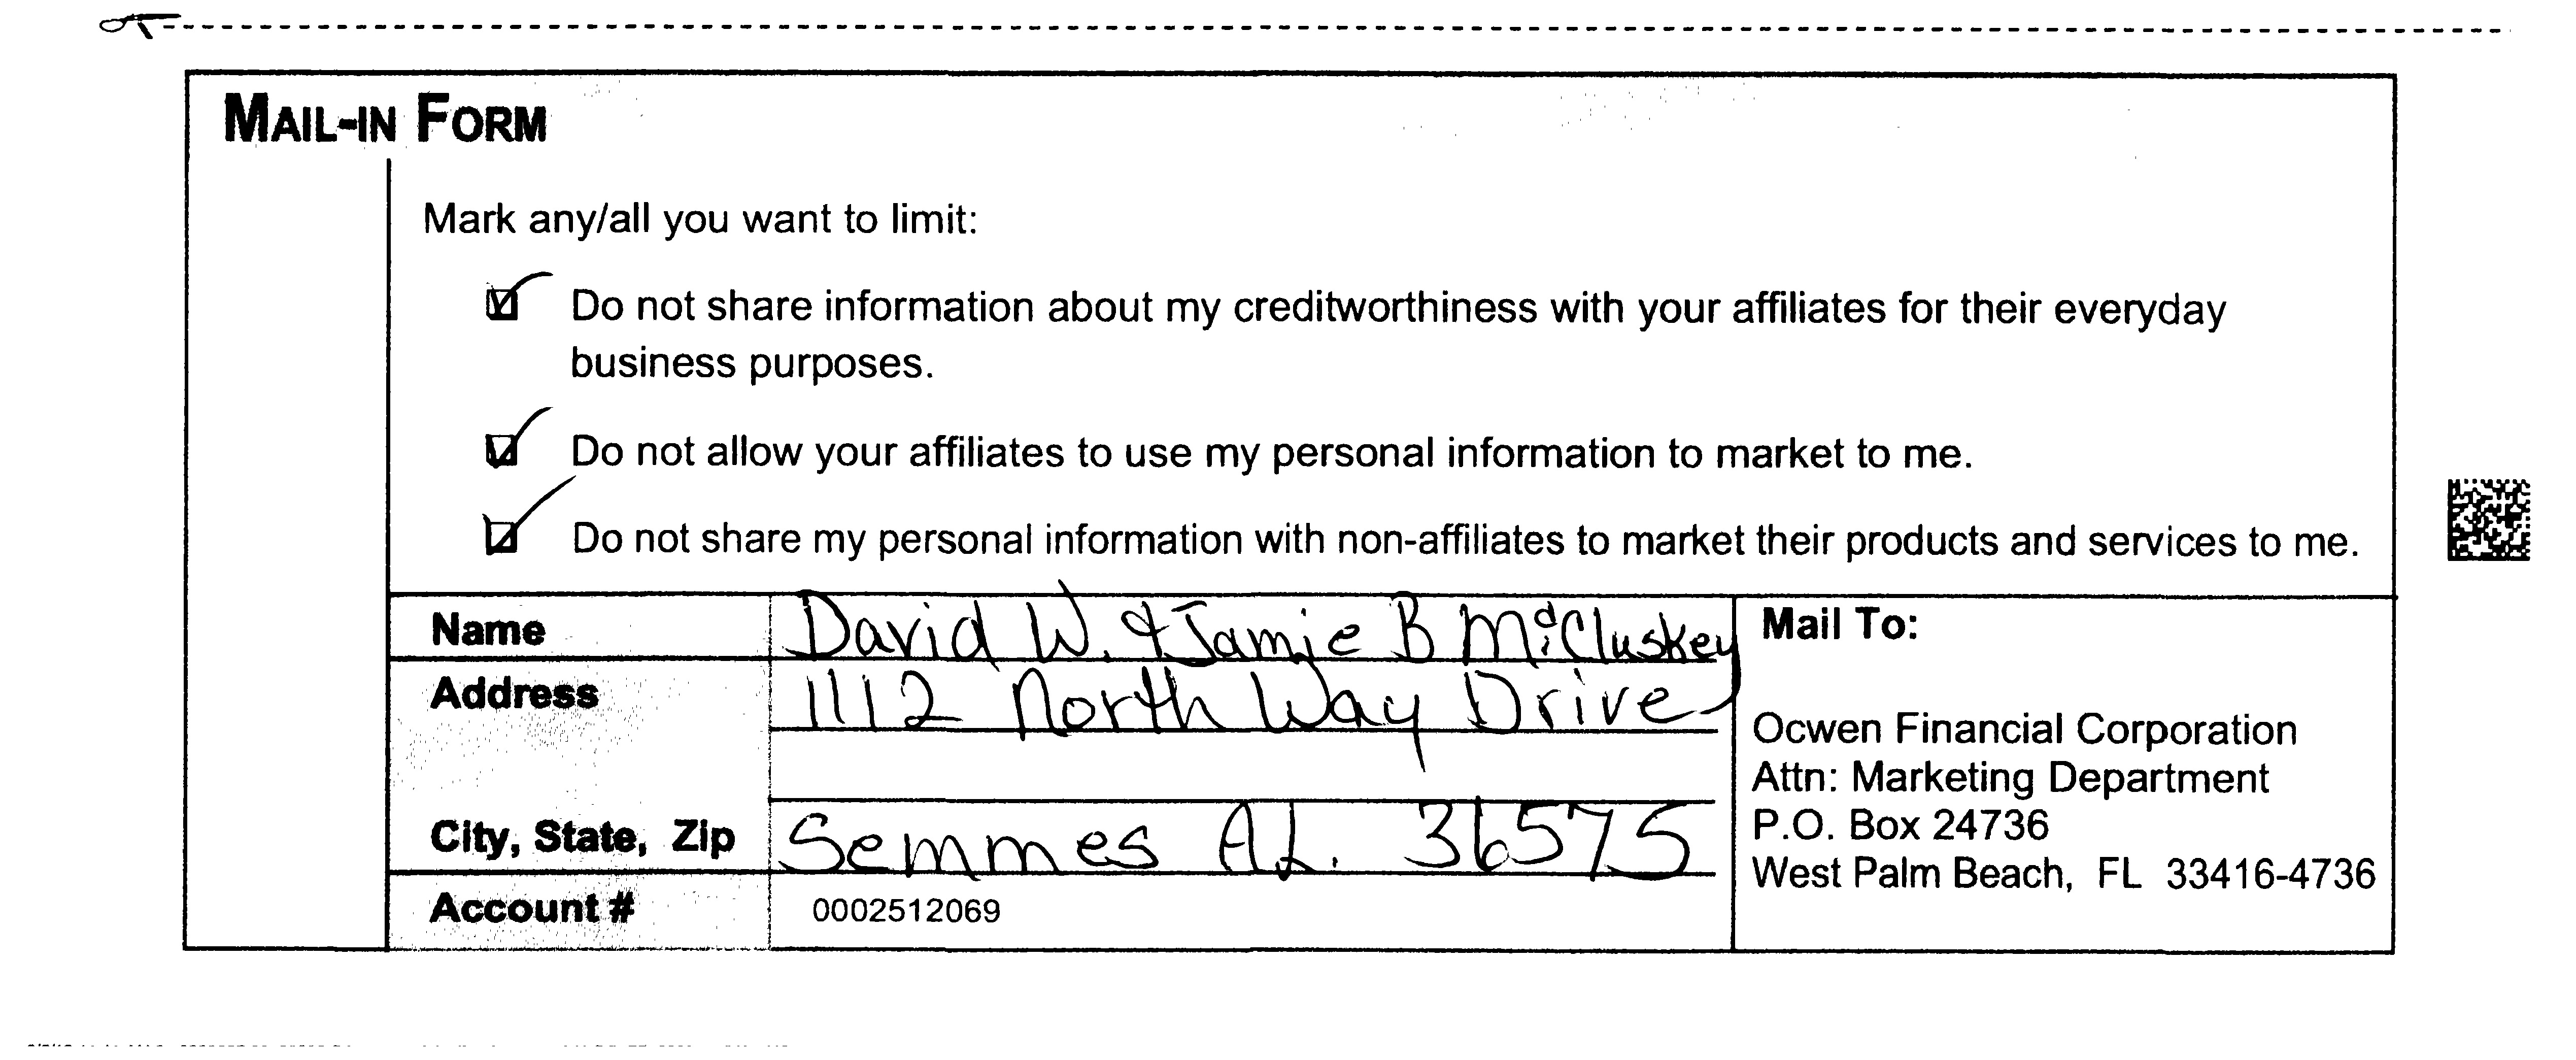 MAIL-IN FORM
Mark any/all you want to limit:
Do not share information about my creditworthiness with your affiliates for their everyday
business purposes.
Do not allow your affiliates to use my personal information to market to me.
Do not share my personal information with non-affiliates to market their products and services to me.
Name David W. & Jamie B McCluskey
Address 1112 North Way Drive
City, State, Zip Semmes AL. 36575
Account # 0002512069
Mail To:
Ocwen Financial Corporation
Attn: Marketing Department
P.O. Box 24736
West Palm Beach, FL 33416-4736